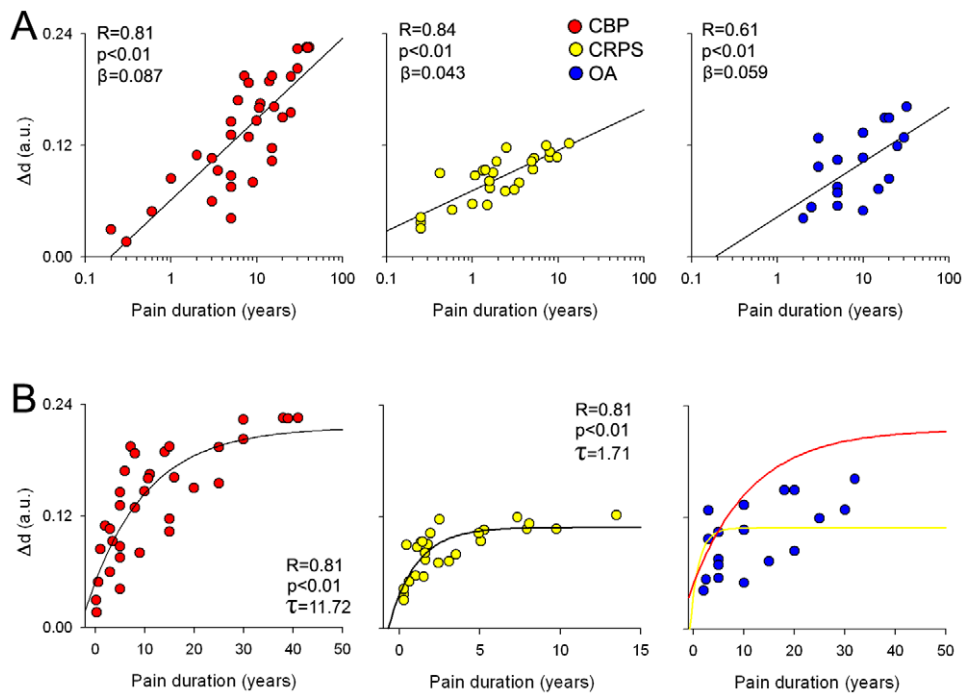 A
R=0.81
p<0.01
β=0.087
R=0.84
p<0.01
β=0.043
CBP
CRPS
OA
R=0.61
p<0.01
β=0.059
Δd (a.u.)
0.24
0.12
0.00
0.1 1 10 100
0.1 1 10 100
0.1 1 10 100
Pain duration (years)
Pain duration (years)
Pain duration (years)
B
Δd (a.u.)
0.24
0.12
0.00
R=0.81
p<0.01
τ=11.72
R=0.81
p<0.01
τ=1.71
0 10 20 30 40 50
0 5 10 15
0 10 20 30 40 50
Pain duration (years)
Pain duration (years)
Pain duration (years)